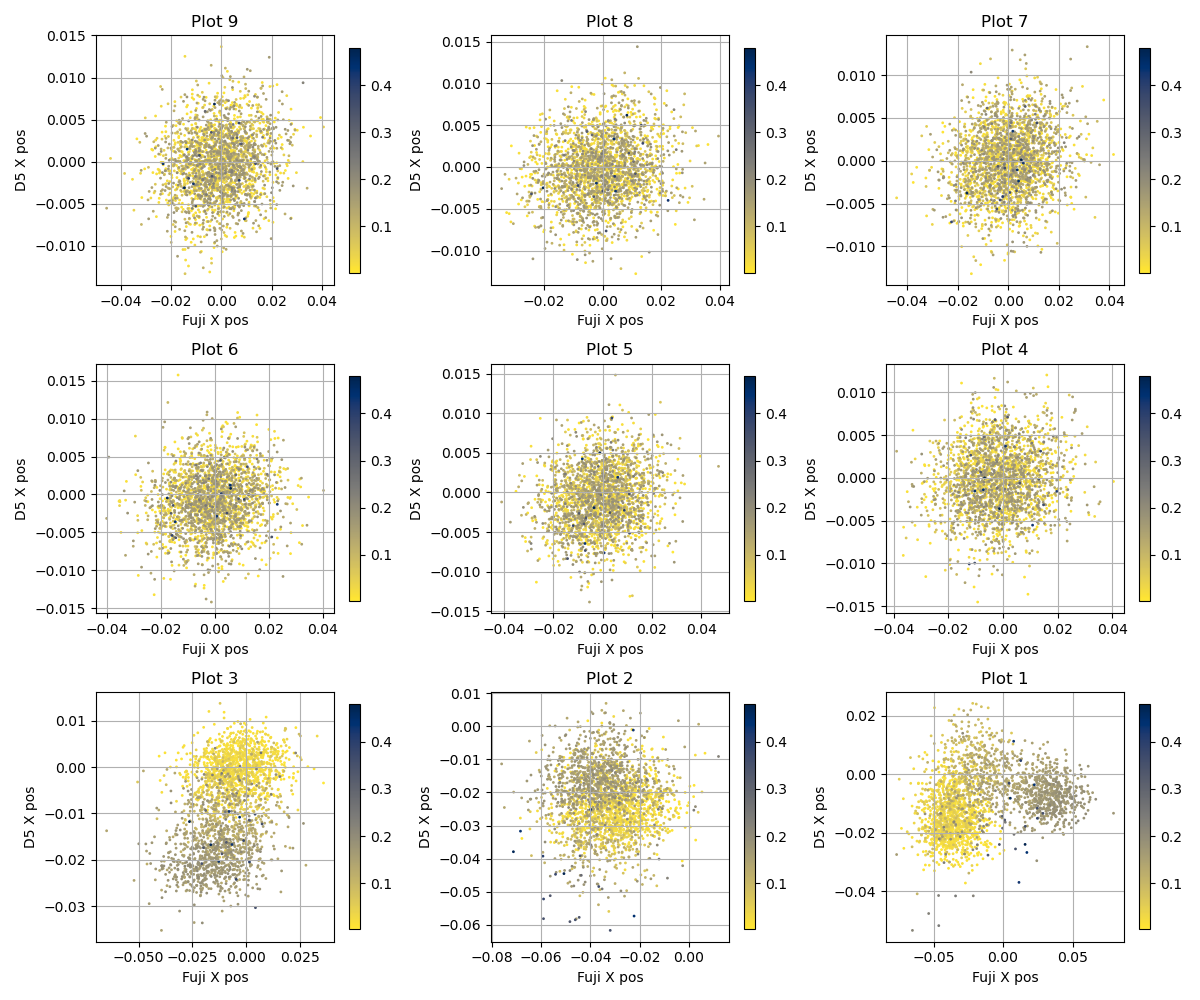 Plot 9 Plot 8 Plot 7
0.015 0.010 0.005 0.000 −0.005 −0.010
D5 X pos
−0.04 −0.02 0.00 0.02 0.04
Fuji X pos
0.4 0.3 0.2 0.1
0.015 0.010 0.005 0.000 −0.005 −0.010
D5 X pos
−0.02 0.00 0.02 0.04
Fuji X pos
0.4 0.3 0.2 0.1
0.010 0.005 0.000 −0.005 −0.010
D5 X pos
−0.04 −0.02 0.00 0.02 0.04
Fuji X pos
0.4 0.3 0.2 0.1
Plot 6 Plot 5 Plot 4
0.015 0.010 0.005 0.000 −0.005 −0.010 −0.015
D5 X pos
−0.04 −0.02 0.00 0.02 0.04
Fuji X pos
0.4 0.3 0.2 0.1
0.015 0.010 0.005 0.000 −0.005 −0.010 −0.015
D5 X pos
−0.04 −0.02 0.00 0.02 0.04
Fuji X pos
0.4 0.3 0.2 0.1
0.010 0.005 0.000 −0.005 −0.010 −0.015
D5 X pos
−0.04 −0.02 0.00 0.02 0.04
Fuji X pos
0.4 0.3 0.2 0.1
Plot 3 Plot 2 Plot 1
0.01 0.00 −0.01 −0.02 −0.03
D5 X pos
−0.050 −0.025 0.000 0.025
Fuji X pos
0.4 0.3 0.2 0.1
0.01 0.00 −0.01 −0.02 −0.03 −0.04 −0.05 −0.06
D5 X pos
−0.08 −0.06 −0.04 −0.02 0.00
Fuji X pos
0.4 0.3 0.2 0.1
0.02 0.00 −0.02 −0.04
D5 X pos
−0.05 0.00 0.05
Fuji X pos
0.4 0.3 0.2 0.1